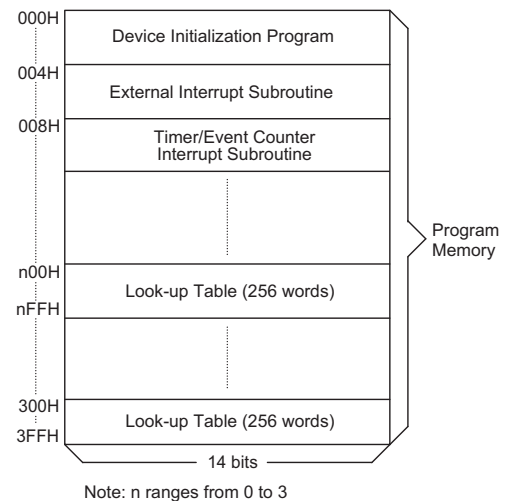 000H
Device Initialization Program
004H
External Interrupt Subroutine
008H
Timer/Event Counter
Interrupt Subroutine
Program
Memory
n00H
Look-up Table (256 words)
nFFH
300H
Look-up Table (256 words)
3FFH
14 bits
Note: n ranges from 0 to 3